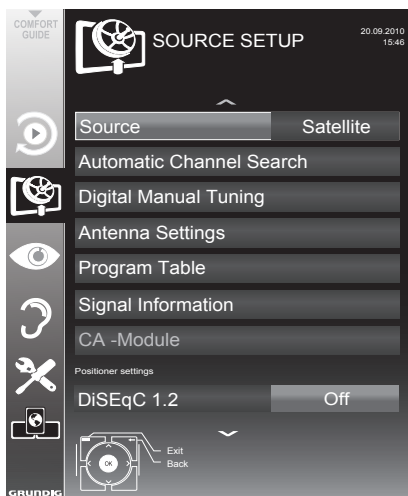 COMFORT
GUIDE
SOURCE SETUP
20.09.2010
15:46
Source Satellite
Automatic Channel Search
Digital Manual Tuning
Antenna Settings
Program Table
Signal Information
CA -Module
Positioner settings
DiSEqC 1.2 Off
Exit
Back
OK
GRUNDIG